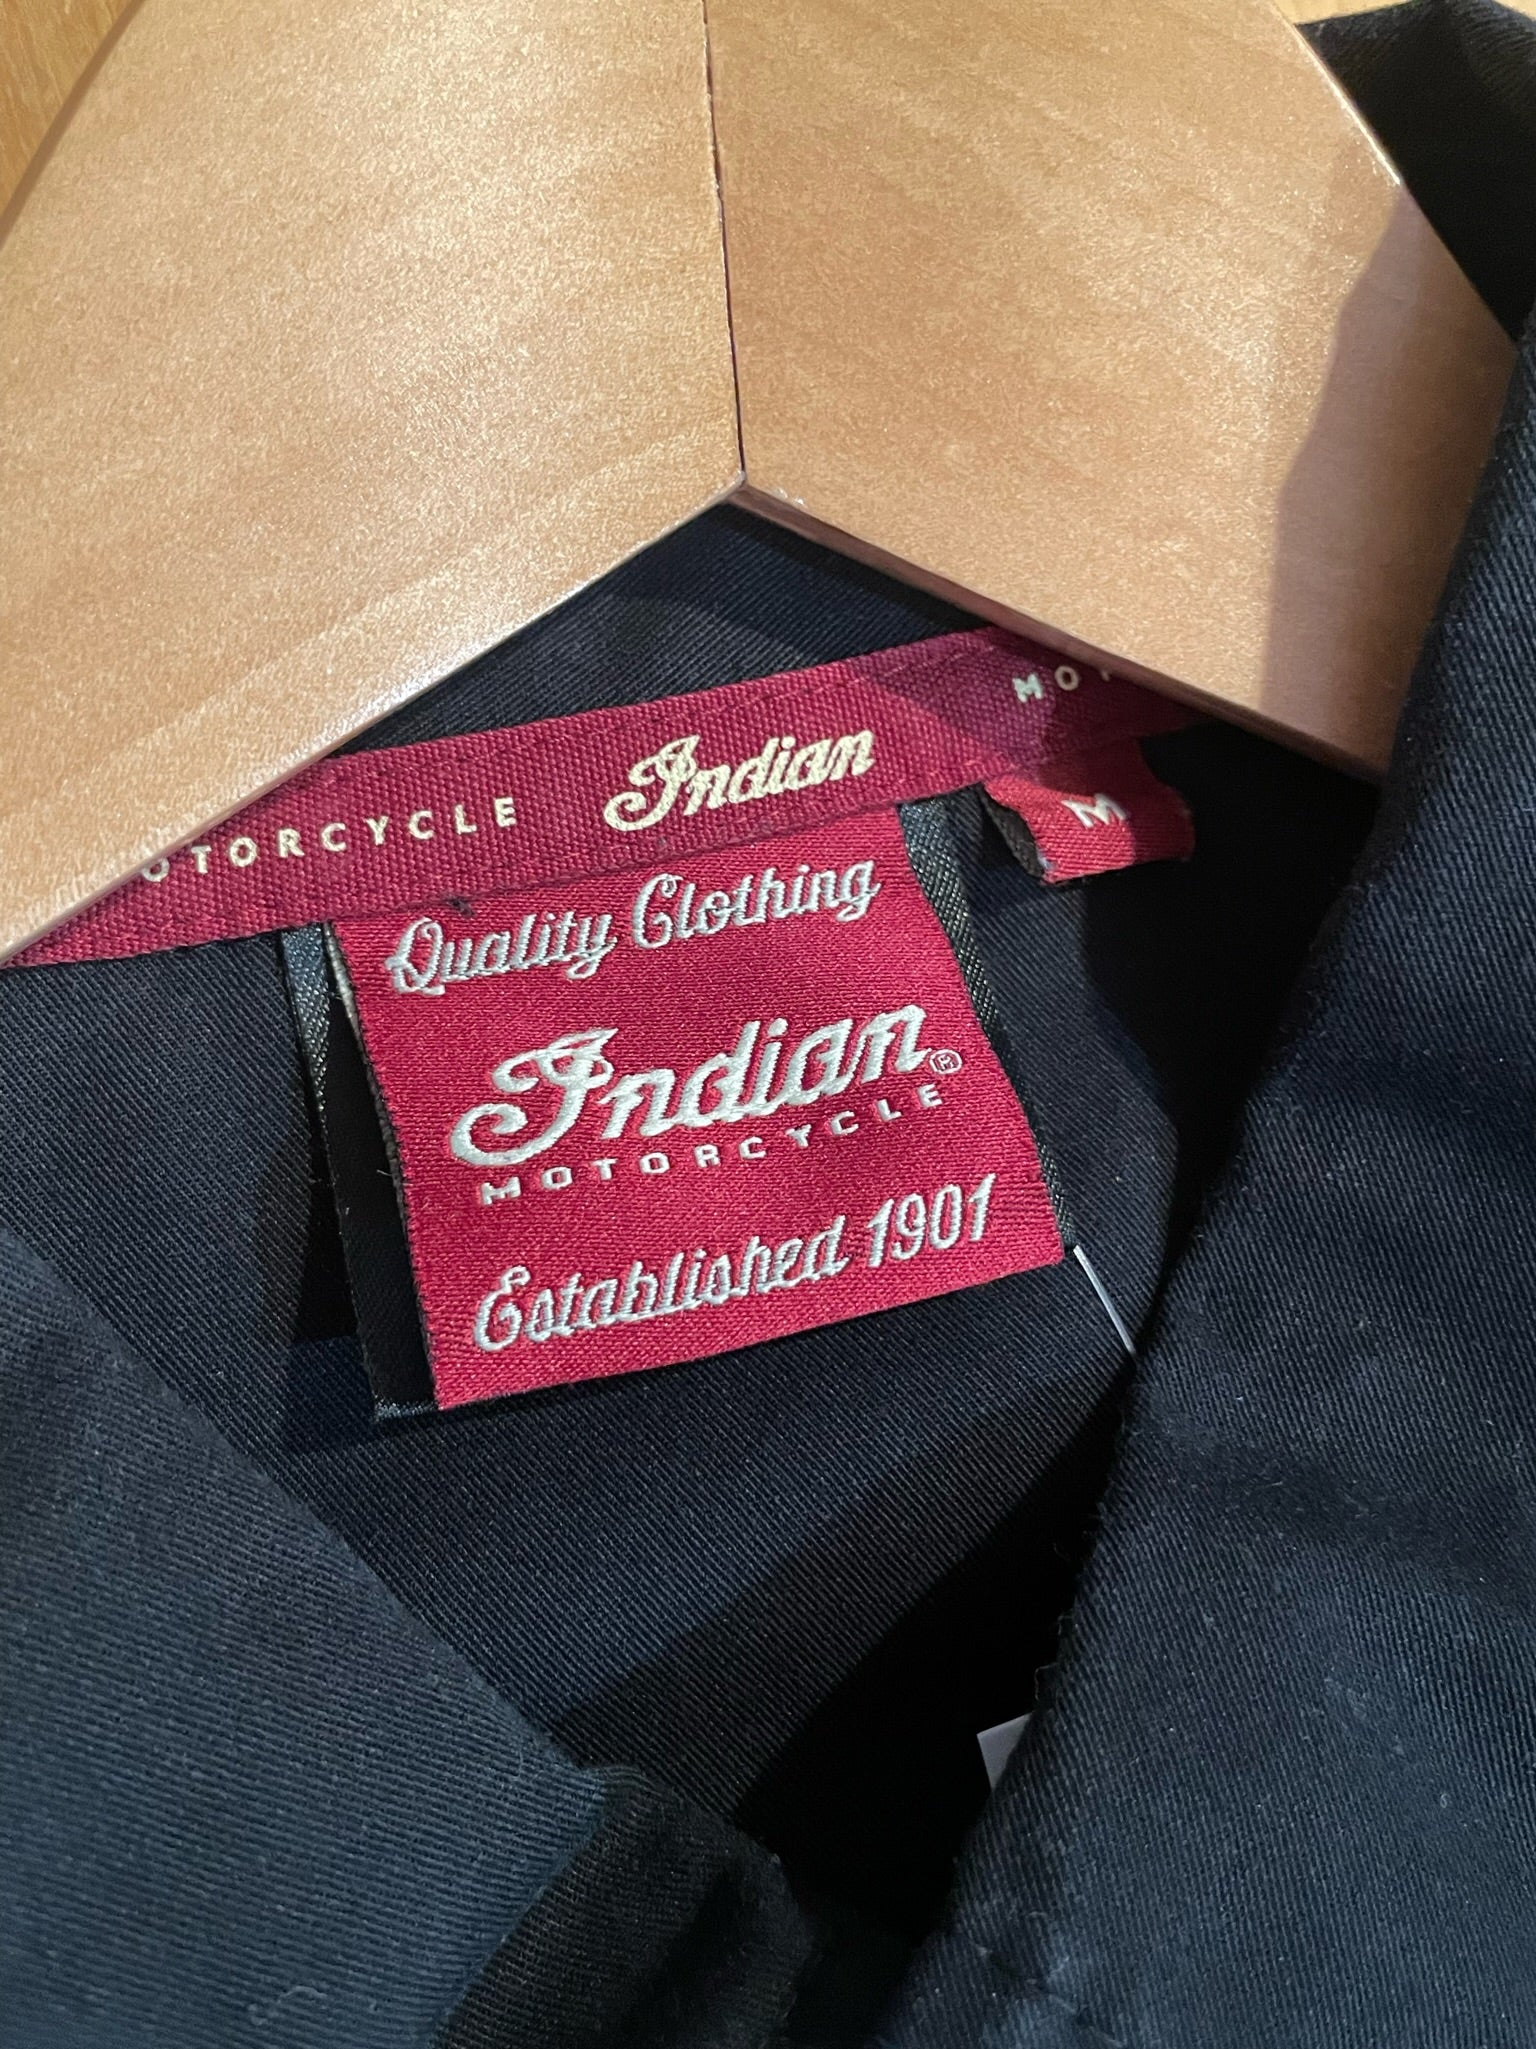 OTORCYCLE Indian MO
M
Quality Clothing
Indian®
MOTORCYCLE
Established 1901